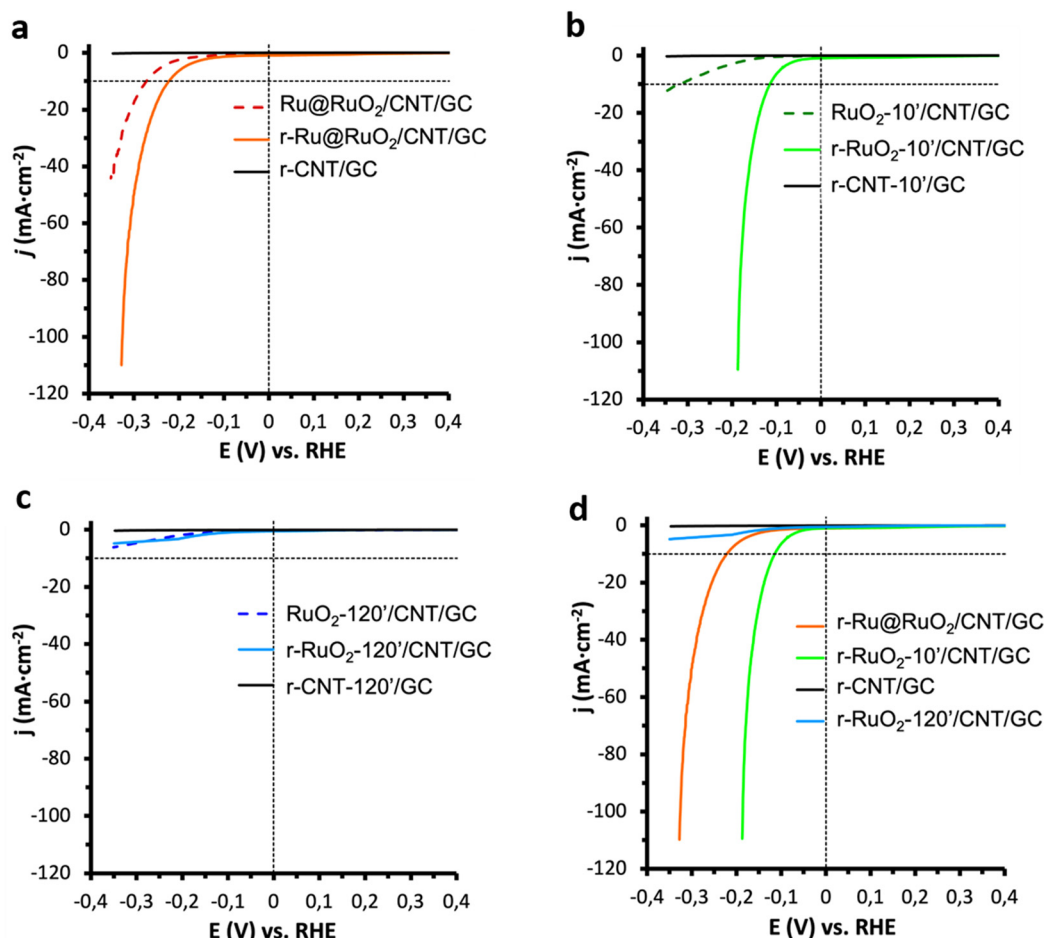 a
0
-20
-40
-60
-80
-100
-120
j (mA·cm⁻²)
Ru@RuO₂/CNT/GC
r-Ru@RuO₂/CNT/GC
r-CNT/GC
-0,4 -0,3 -0,2 -0,1 0 0,1 0,2 0,3 0,4
E (V) vs. RHE
b
0
-20
-40
-60
-80
-100
-120
j (mA·cm⁻²)
RuO₂-10’/CNT/GC
r-RuO₂-10’/CNT/GC
r-CNT-10’/GC
-0,4 -0,3 -0,2 -0,1 0 0,1 0,2 0,3 0,4
E (V) vs. RHE
c
0
-20
-40
-60
-80
-100
-120
j (mA·cm⁻²)
RuO₂-120’/CNT/GC
r-RuO₂-120’/CNT/GC
r-CNT-120’/GC
-0,4 -0,3 -0,2 -0,1 0 0,1 0,2 0,3 0,4
E (V) vs. RHE
d
0
-20
-40
-60
-80
-100
-120
j (mA·cm⁻²)
r-Ru@RuO₂/CNT/GC
r-RuO₂-10’/CNT/GC
r-CNT/GC
r-RuO₂-120’/CNT/GC
-0,4 -0,3 -0,2 -0,1 0 0,1 0,2 0,3 0,4
E (V) vs. RHE